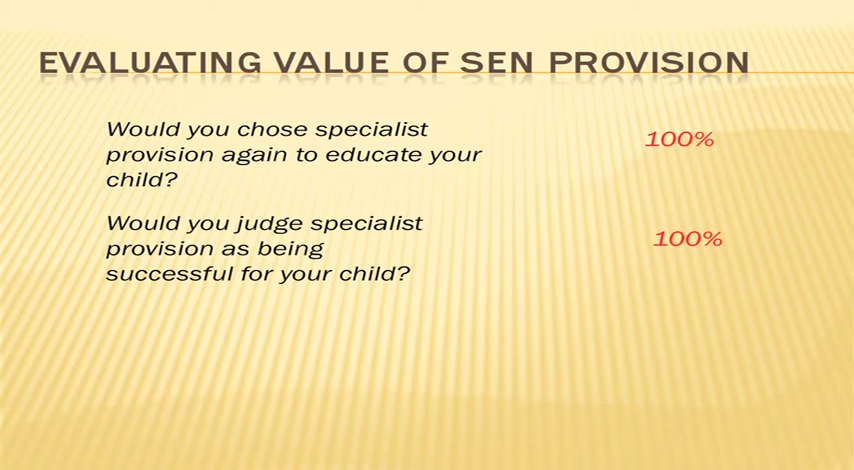 EVALUATING VALUE OF SEN PROVISION
Would you chose specialist
provision again to educate your
child?
100%
Would you judge specialist
provision as being
successful for your child?
100%